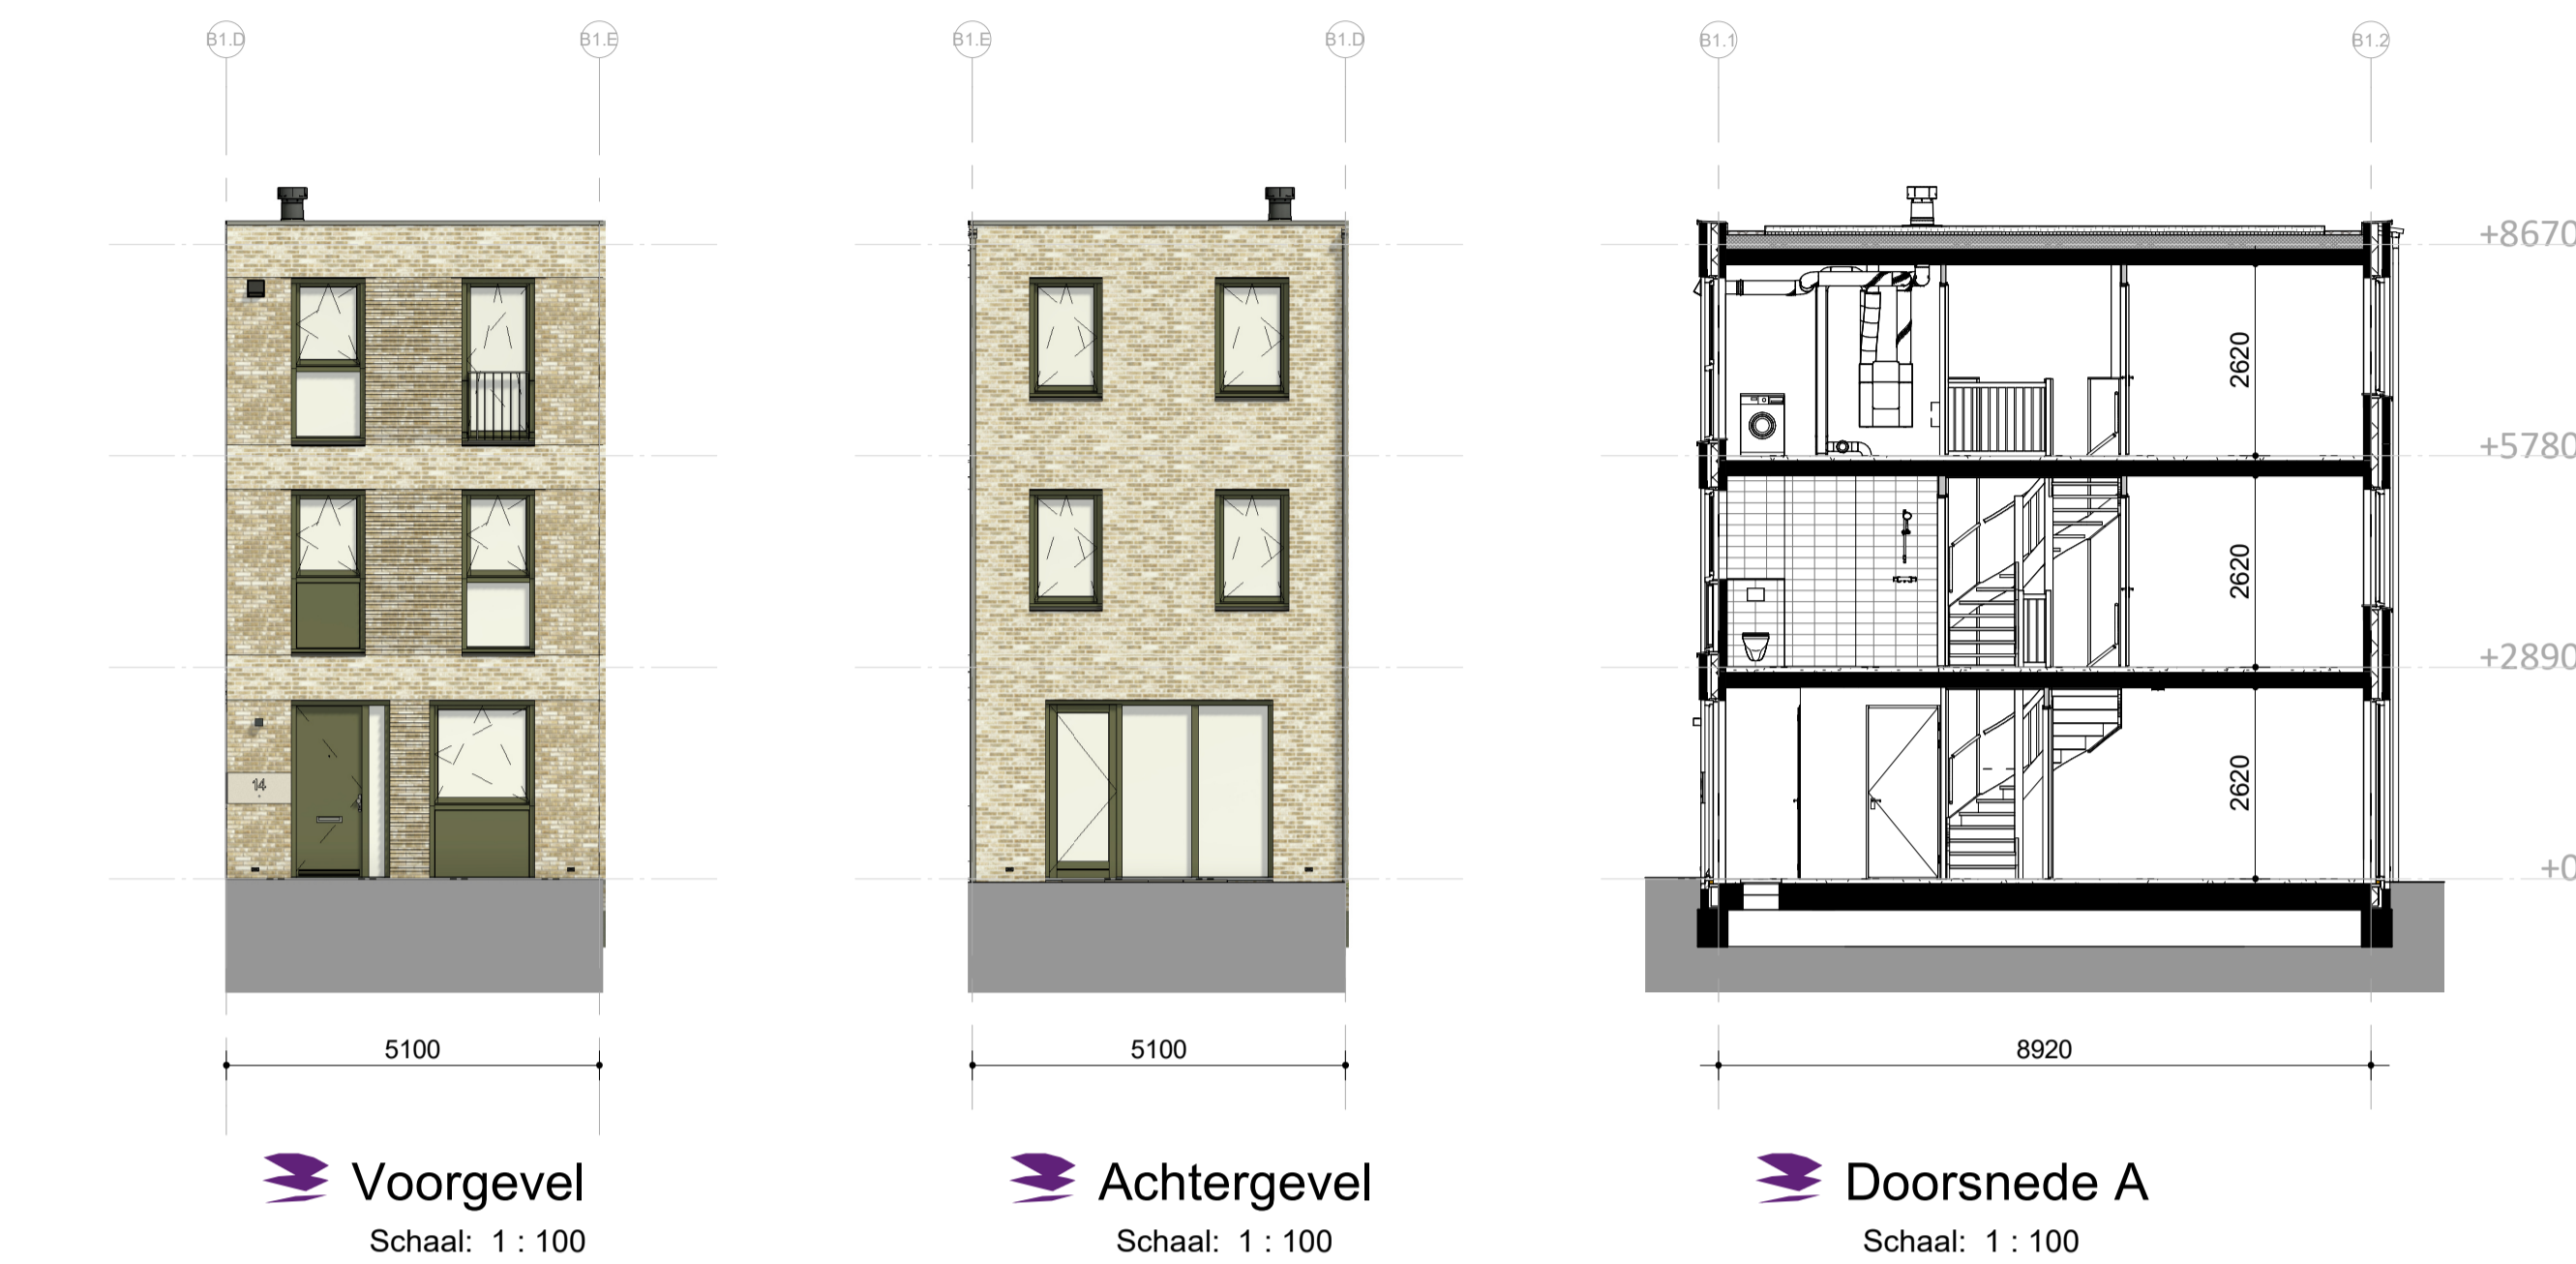 B1.D B1.E B1.E B1.D B1.1 B1.2
+8670
2620
+5780
2620
+2890
2620
14
+0
5100 5100 8920
Voorgevel Achtergevel Doorsnede A
Schaal: 1 : 100 Schaal: 1 : 100 Schaal: 1 : 100